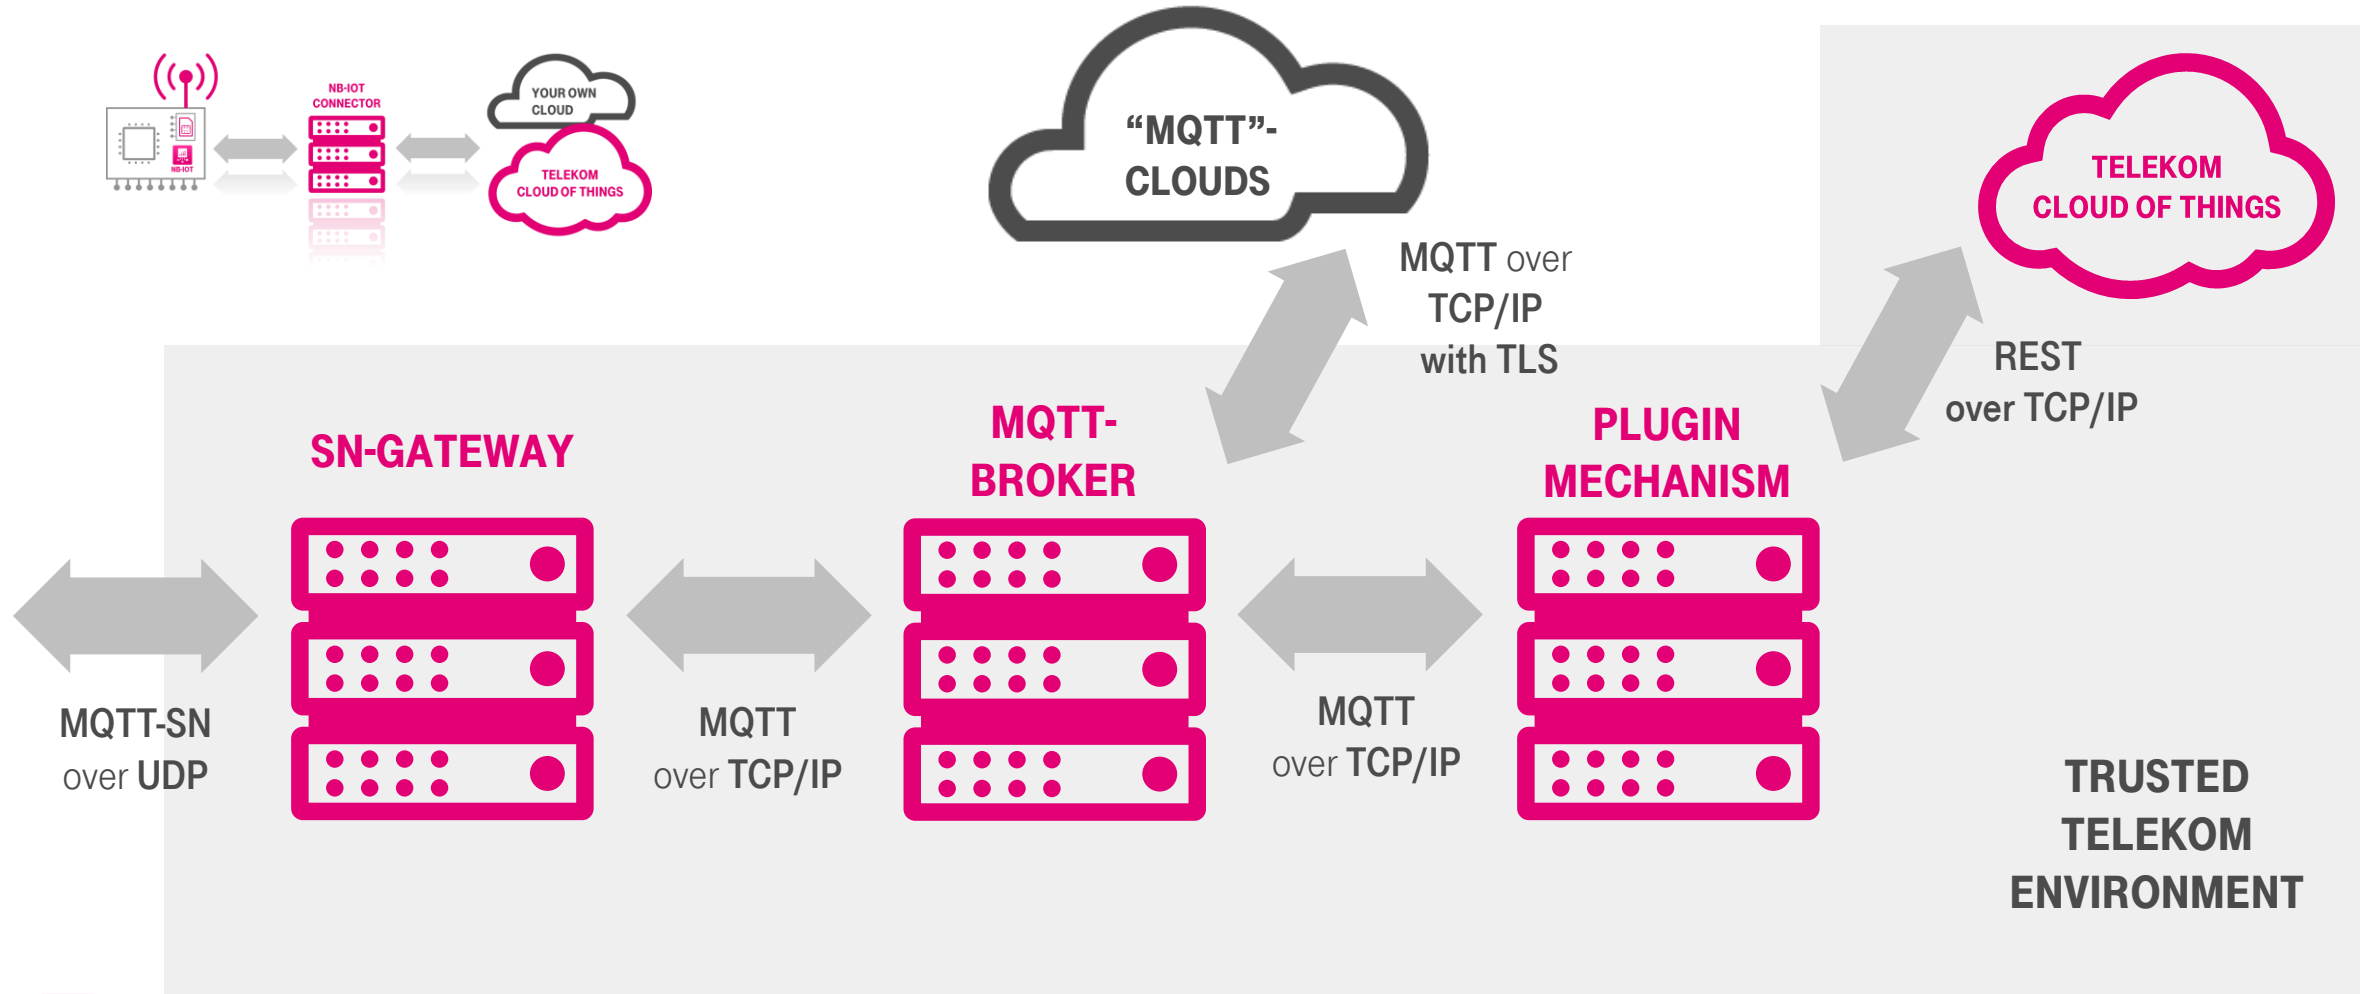 NB-IOT
CONNECTOR
YOUR OWN
CLOUD
NB-IOT
TELEKOM
CLOUD OF THINGS
“MQTT”-
CLOUDS
TELEKOM
CLOUD OF THINGS
MQTT over
TCP/IP
with TLS
REST
over TCP/IP
SN-GATEWAY
MQTT-
BROKER
PLUGIN
MECHANISM
MQTT-SN
over UDP
MQTT
over TCP/IP
MQTT
over TCP/IP
TRUSTED
TELEKOM
ENVIRONMENT